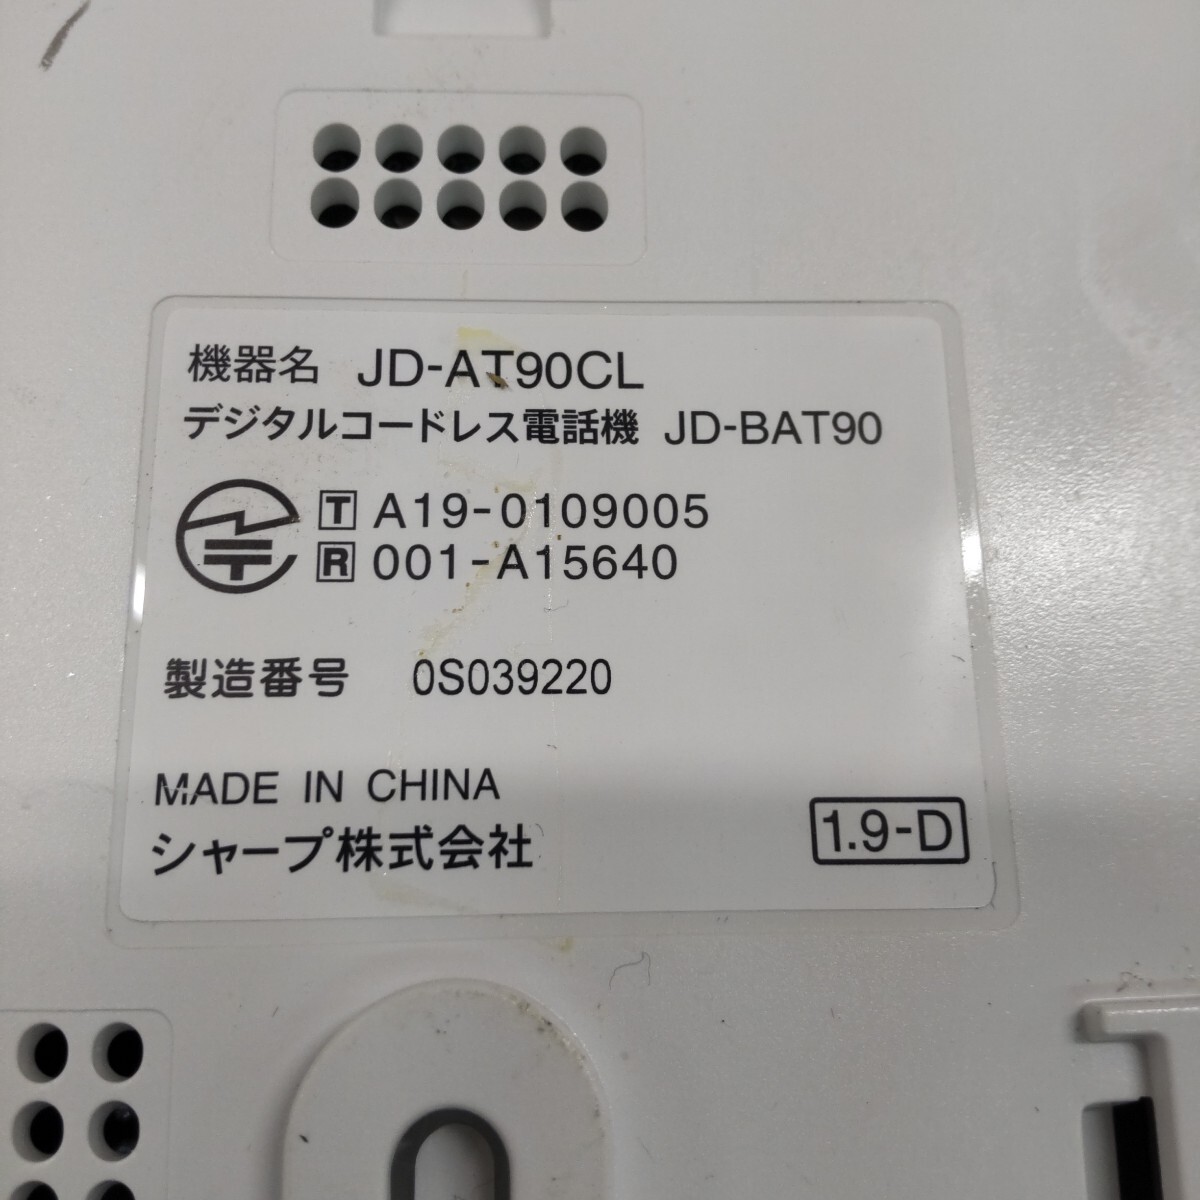 機器名 JD-AT90CL
デジタルコードレス電話機 JD-BAT90
T A19-0109005
R 001-A15640
製造番号 0S039220
MADE IN CHINA
シャープ株式会社
1.9-D